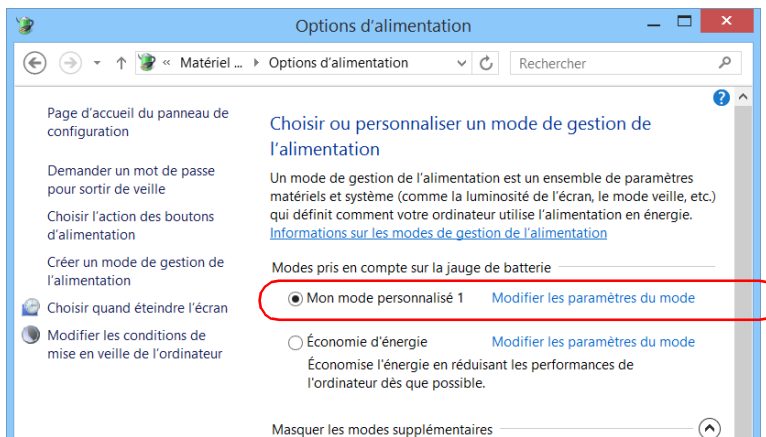 Options d'alimentation
« Matériel ... Options d'alimentation Rechercher
Page d'accueil du panneau de
configuration
Demander un mot de passe
pour sortir de veille
Choisir l'action des boutons
d'alimentation
Créer un mode de gestion de
l'alimentation
Choisir quand éteindre l'écran
Modifier les conditions de
mise en veille de l'ordinateur
?
Choisir ou personnaliser un mode de gestion de
l'alimentation
Un mode de gestion de l'alimentation est un ensemble de paramètres
matériels et système (comme la luminosité de l'écran, le mode veille, etc.)
qui définit comment votre ordinateur utilise l'alimentation en énergie.
Informations sur les modes de gestion de l'alimentation
Modes pris en compte sur la jauge de batterie
Mon mode personnalisé 1 Modifier les paramètres du mode
Économie d'énergie Modifier les paramètres du mode
Économise l'énergie en réduisant les performances de
l'ordinateur dès que possible.
Masquer les modes supplémentaires